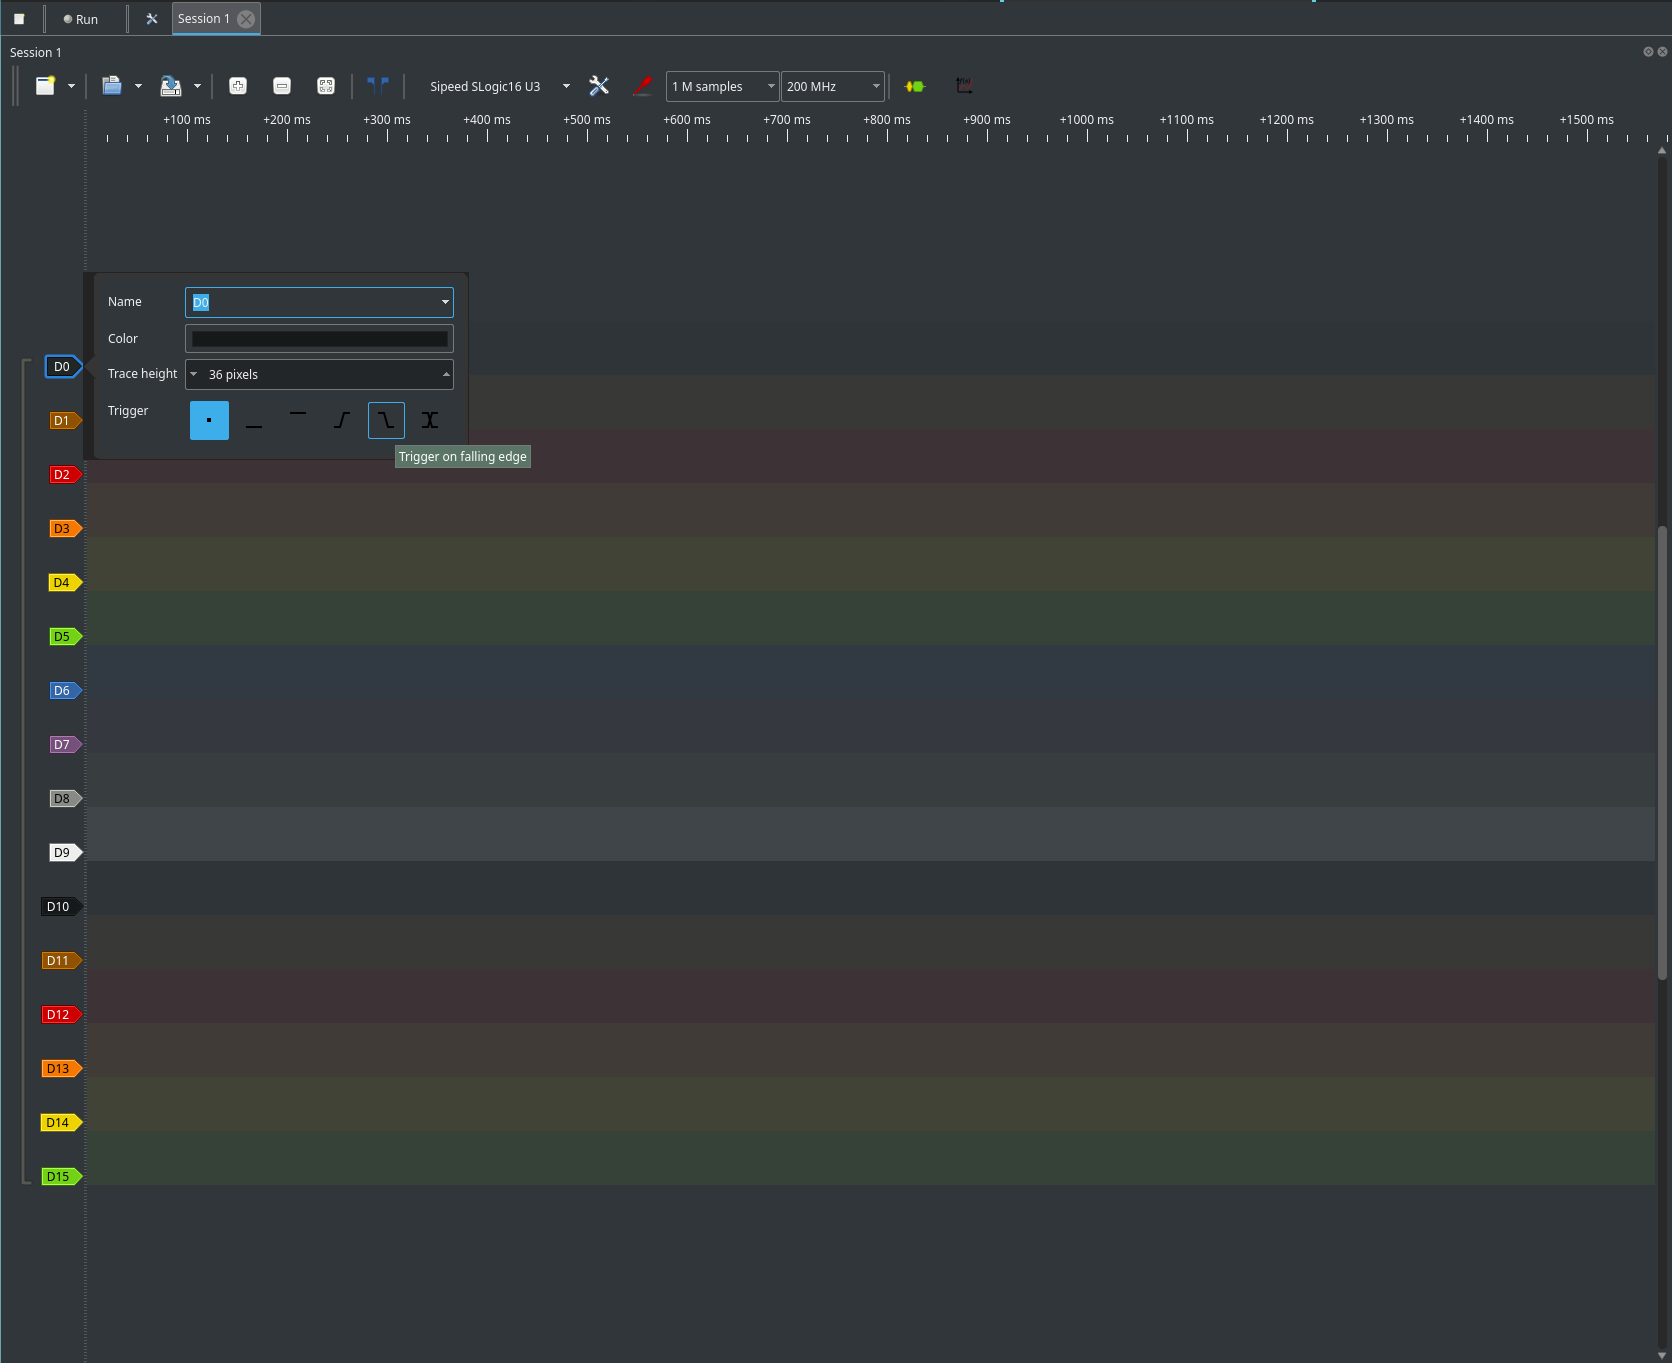 Run
Session 1
Session 1
Sipeed SLogic16 U3 1 M samples 200 MHz
+100 ms +200 ms +300 ms +400 ms +500 ms +600 ms +700 ms +800 ms +900 ms +1000 ms +1100 ms +1200 ms +1300 ms +1400 ms +1500 ms
Name D0
Color
D0
Trace height 36 pixels
Trigger
D1
Trigger on falling edge
D2
D3
D4
D5
D6
D7
D8
D9
D10
D11
D12
D13
D14
D15